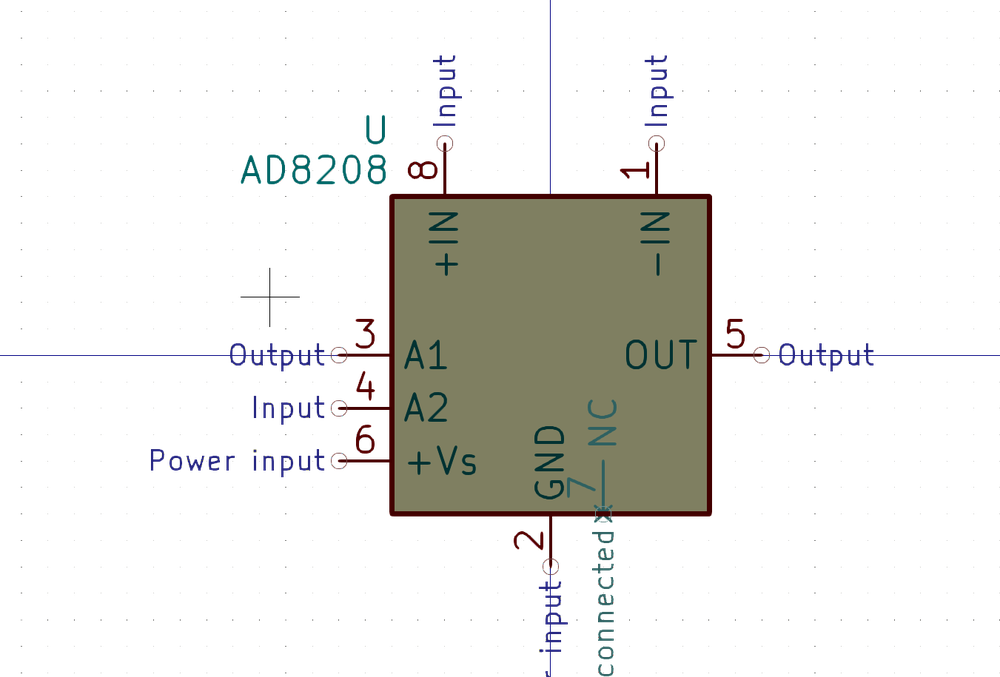 Input
Input
U
AD8208
8
1
+IN
-IN
Output
3
A1
OUT
5
Output
Input
4
A2
NC
Power input
6
+Vs
GND
7
2
input
connected